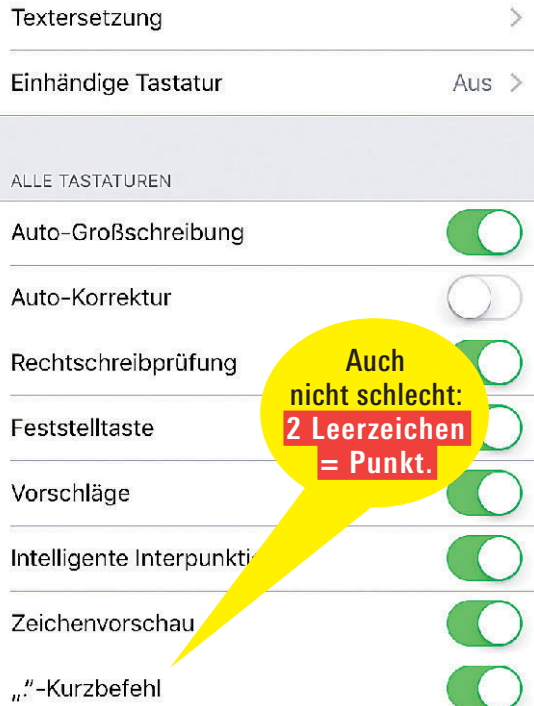 Textersetzung
Einhändige Tastatur Aus
ALLE TASTATUREN
Auto-Großschreibung
Auto-Korrektur
Rechtschreibprüfung
Auch
nicht schlecht:
2 Leerzeichen
= Punkt.
Feststelltaste
Vorschläge
Intelligente Interpunkti
Zeichenvorschau
„.“-Kurzbefehl